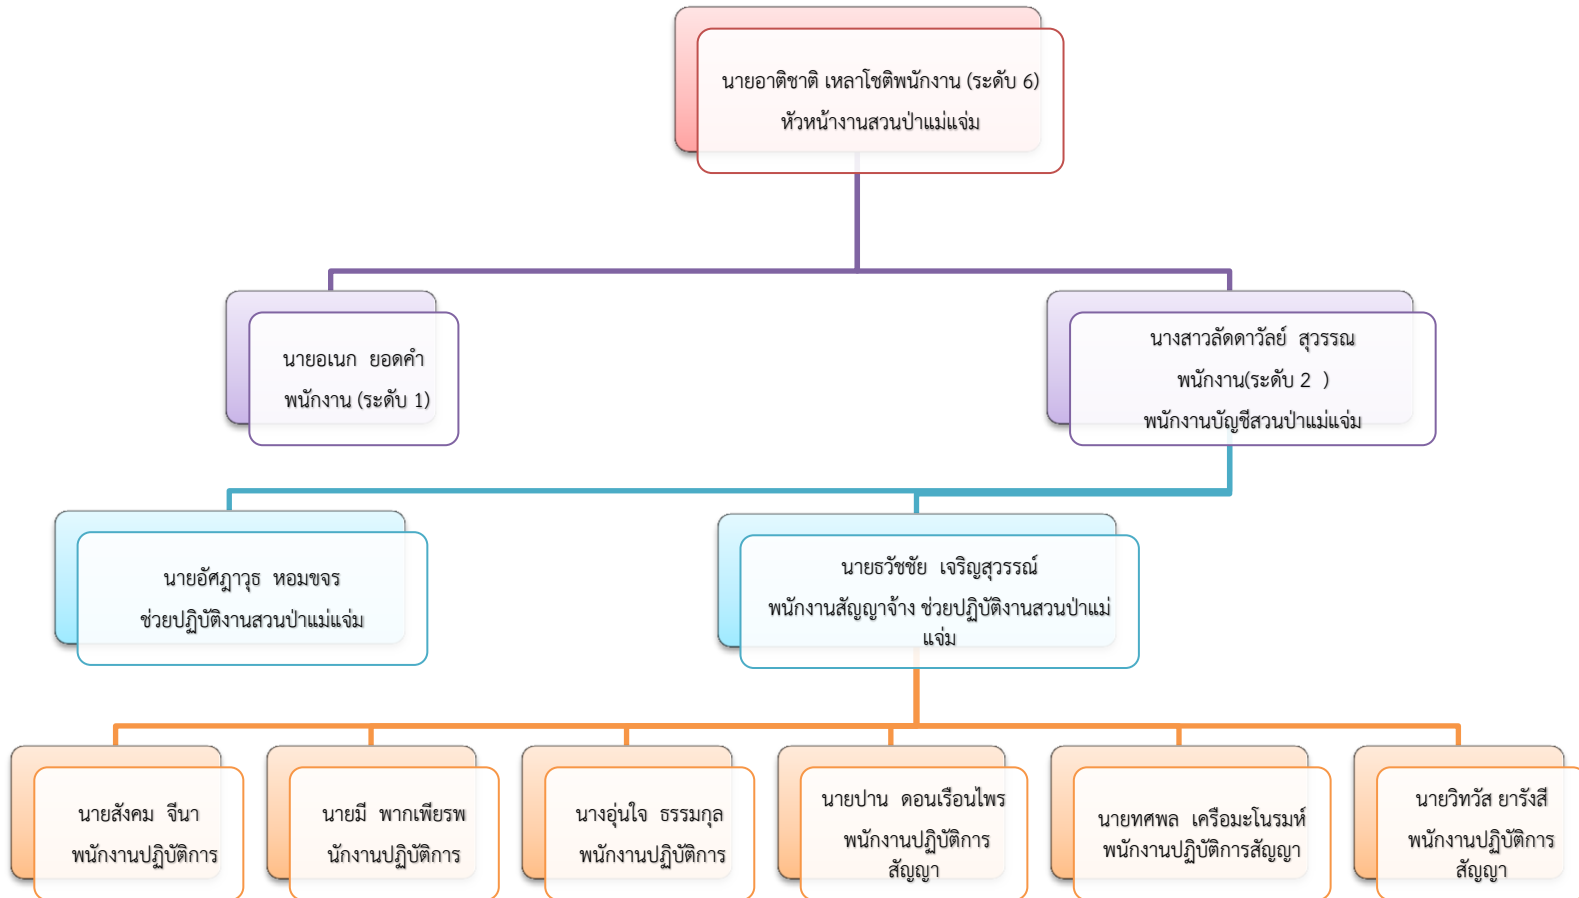 นายอาติชาติ เหลาโชติพนักงาน (ระดับ 6)
หัวหน้างานสวนป่าแม่แจ่ม
นายอเนก ยอดคำ
พนักงาน (ระดับ 1)
นางสาวลัดดาวัลย์ สุวรรณ
พนักงาน(ระดับ 2 )
พนักงานบัญชีสวนป่าแม่แจ่ม
นายอัศฎาวุธ หอมขจร
ช่วยปฏิบัติงานสวนป่าแม่แจ่ม
นายธวัชชัย เจริญสุวรรณ์
พนักงานสัญญาจ้าง ช่วยปฏิบัติงานสวนป่าแม่
แจ่ม
นายสังคม จีนา
พนักงานปฏิบัติการ
นายมี พากเพียรพ
นักงานปฏิบัติการ
นางอุ่นใจ ธรรมกุล
พนักงานปฏิบัติการ
นายปาน ดอนเรือนไพร
พนักงานปฏิบัติการ
สัญญา
นายทศพล เครือมะโนรมห์
พนักงานปฏิบัติการสัญญา
นายวิทวัส ยารังสี
พนักงานปฏิบัติการ
สัญญา